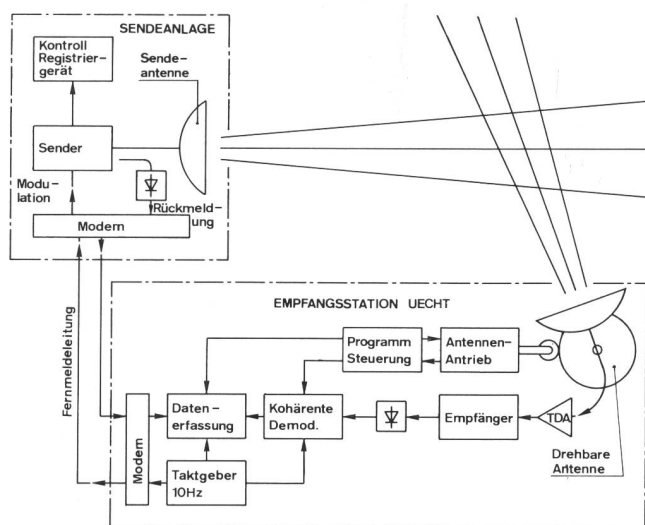 SENDEANLAGE
Kontroll
Registrier-
gerät
Sende-
antenne
Sender
Modu-
lation
Rückmeld-
ung
Modem
Fernmeldeleitung
EMPFANGSSTATION UECHT
Programm
Steuerung
Antennen-
Antrieb
Daten-
erfassung
Kohärente
Demod.
Empfänger
TDA
Modem
Taktgeber
10Hz
Drehbare
Antenne